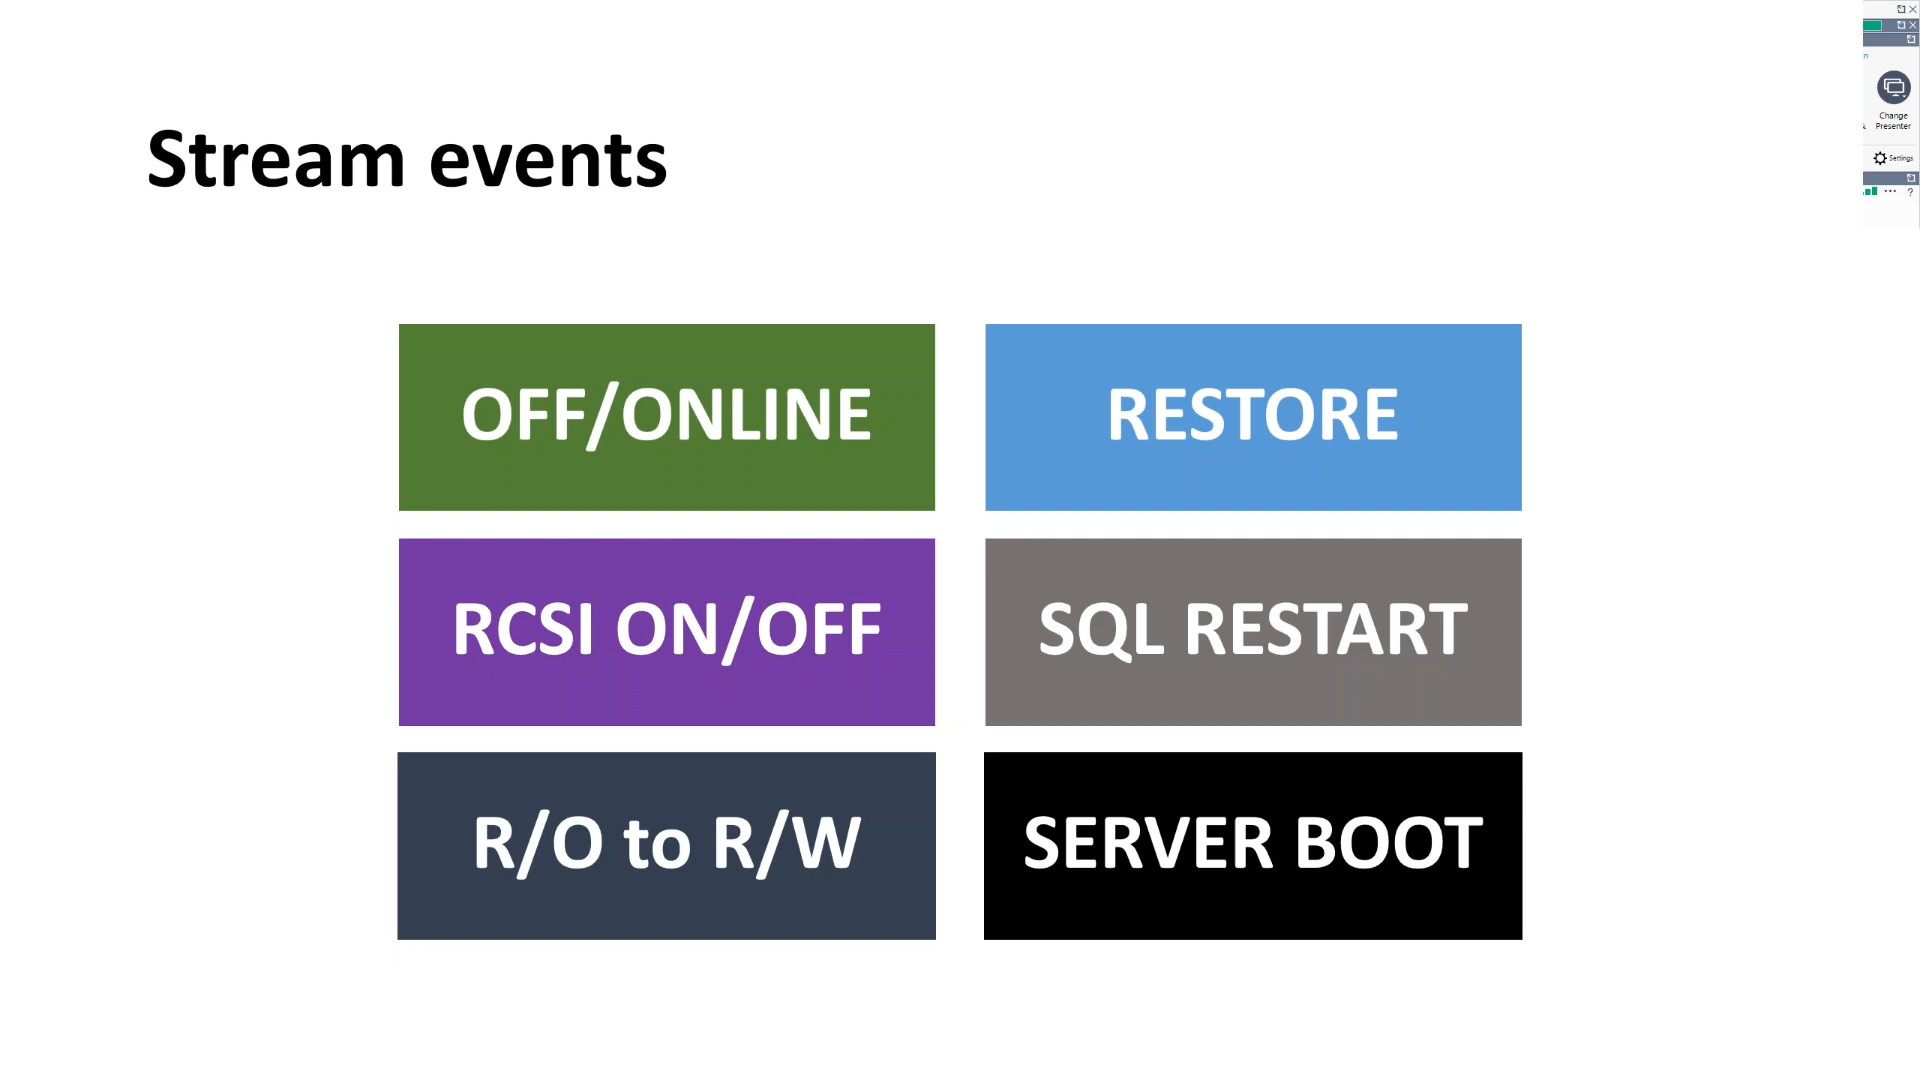 Stream events
OFF/ONLINE
RESTORE
RCSI ON/OFF
SQL RESTART
R/O to R/W
SERVER BOOT
Change
Presenter
Settings
?